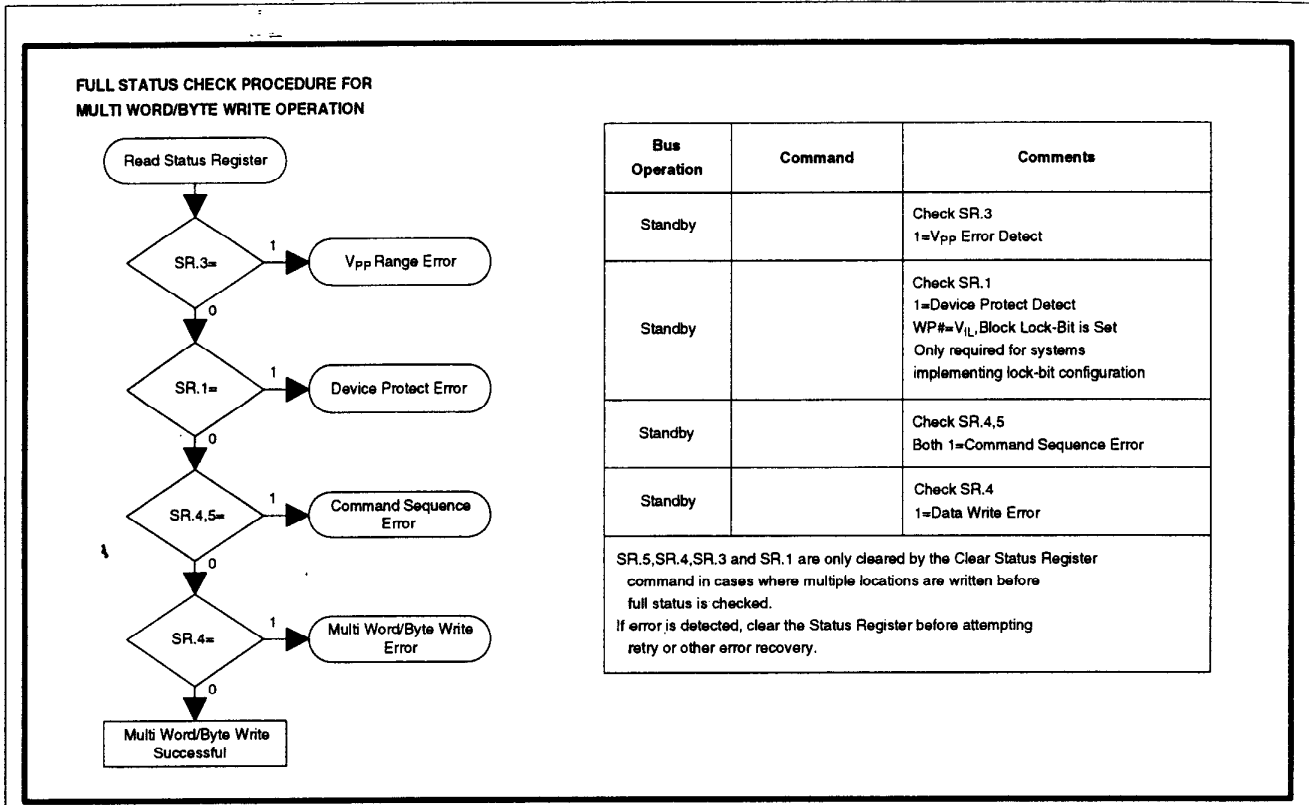 FULL STATUS CHECK PROCEDURE FOR
MULTI WORD/BYTE WRITE OPERATION
Read Status Register
SR.3=
1
VPP Range Error
0
SR.1=
1
Device Protect Error
0
SR.4,5=
1
Command Sequence
Error
0
SR.4=
1
Multi Word/Byte Write
Error
0
Multi Word/Byte Write
Successful
Bus
Operation
Command
Comments
Standby
Check SR.3
1=VPP Error Detect
Standby
Check SR.1
1=Device Protect Detect
WP#=VIL,Block Lock-Bit is Set
Only required for systems
implementing lock-bit configuration
Standby
Check SR.4,5
Both 1=Command Sequence Error
Standby
Check SR.4
1=Data Write Error
SR.5,SR.4,SR.3 and SR.1 are only cleared by the Clear Status Register
command in cases where multiple locations are written before
full status is checked.
If error is detected, clear the Status Register before attempting
retry or other error recovery.